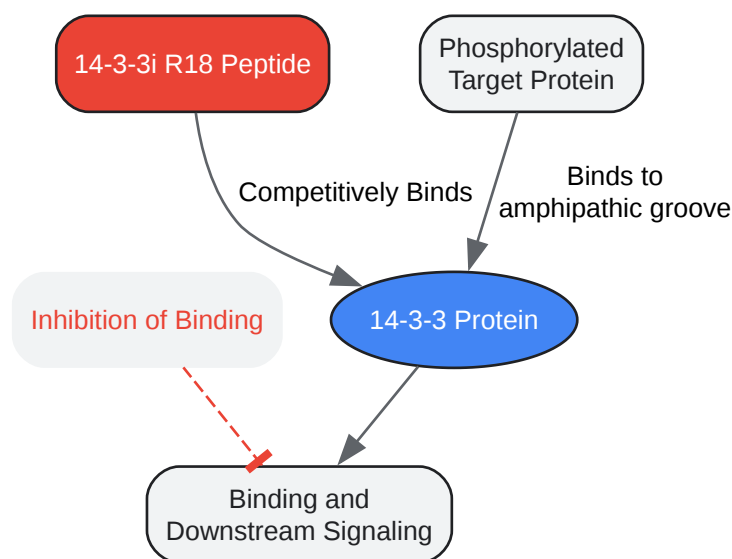 14-3-3i R18 Peptide
Phosphorylated
Target Protein
Competitively Binds
Binds to
amphipathic groove
Inhibition of Binding
14-3-3 Protein
Binding and
Downstream Signaling